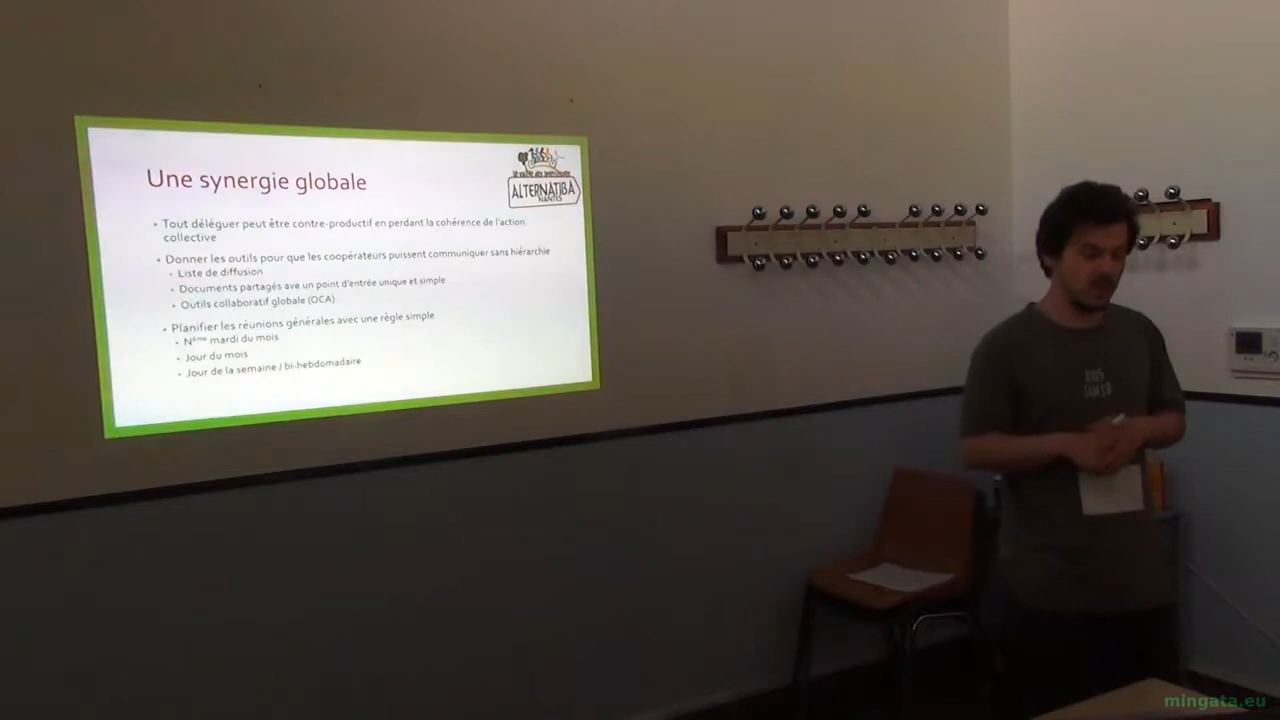 Une synergie globale
ALTERNATIBA
NANTES
• Tout déléguer peut être contre-productif en perdant la cohérence de l'action
collective
• Donner les outils pour que les coopérateurs puissent communiquer sans hiérarchie
• Liste de diffusion
• Documents partagés ave un point d'entrée unique et simple
• Outils collaboratif globale (OCA)
• Planifier les réunions générales avec une règle simple
• Nème mardi du mois
• Jour du mois
• Jour de la semaine / bi-hebdomadaire
mingata.eu